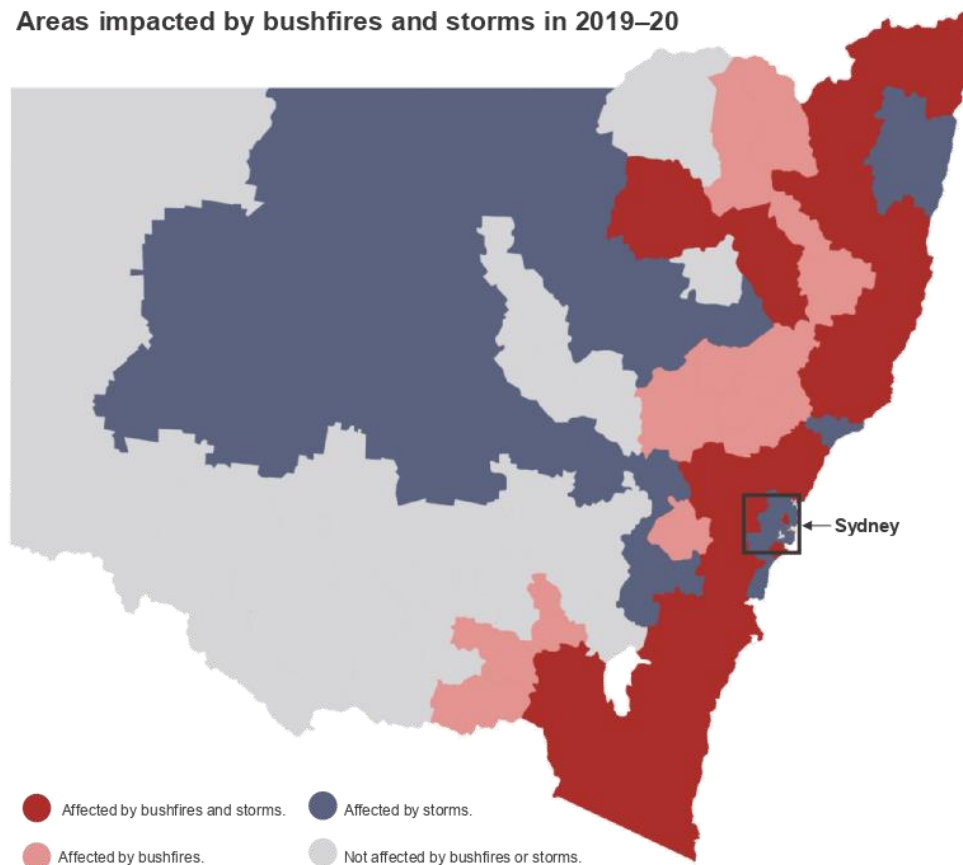 Areas impacted by bushfires and storms in 2019–20
Sydney
Affected by bushfires and storms.
Affected by storms.
Affected by bushfires.
Not affected by bushfires or storms.